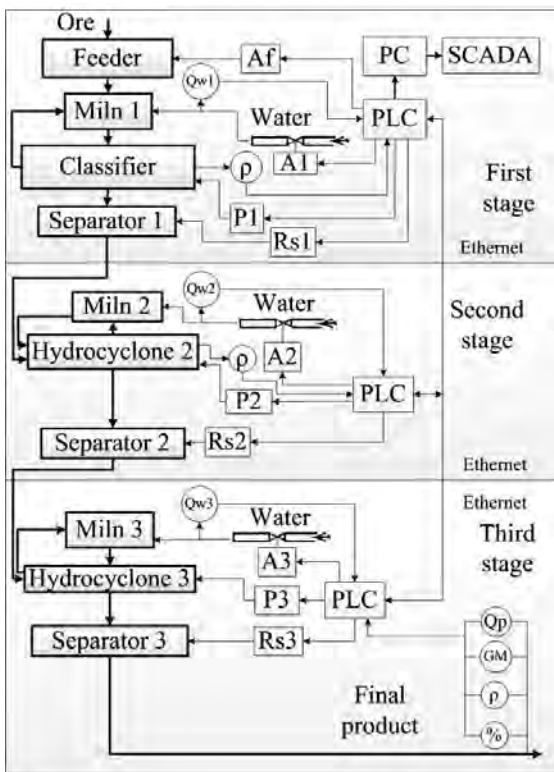 Ore
Feeder
Af
PC
SCADA
Qw1
Miln 1
Water
PLC
Classifier
ρ
A1
First
stage
P1
Separator 1
Rs1
Ethernet
Qw2
Miln 2
Water
Second
stage
Hydrocyclone 2
ρ
A2
P2
PLC
Separator 2
Rs2
Ethernet
Qw3
Ethernet
Miln 3
Water
Third
stage
A3
Hydrocyclone 3
P3
PLC
Qp
Separator 3
Rs3
GM
ρ
Final
product
%